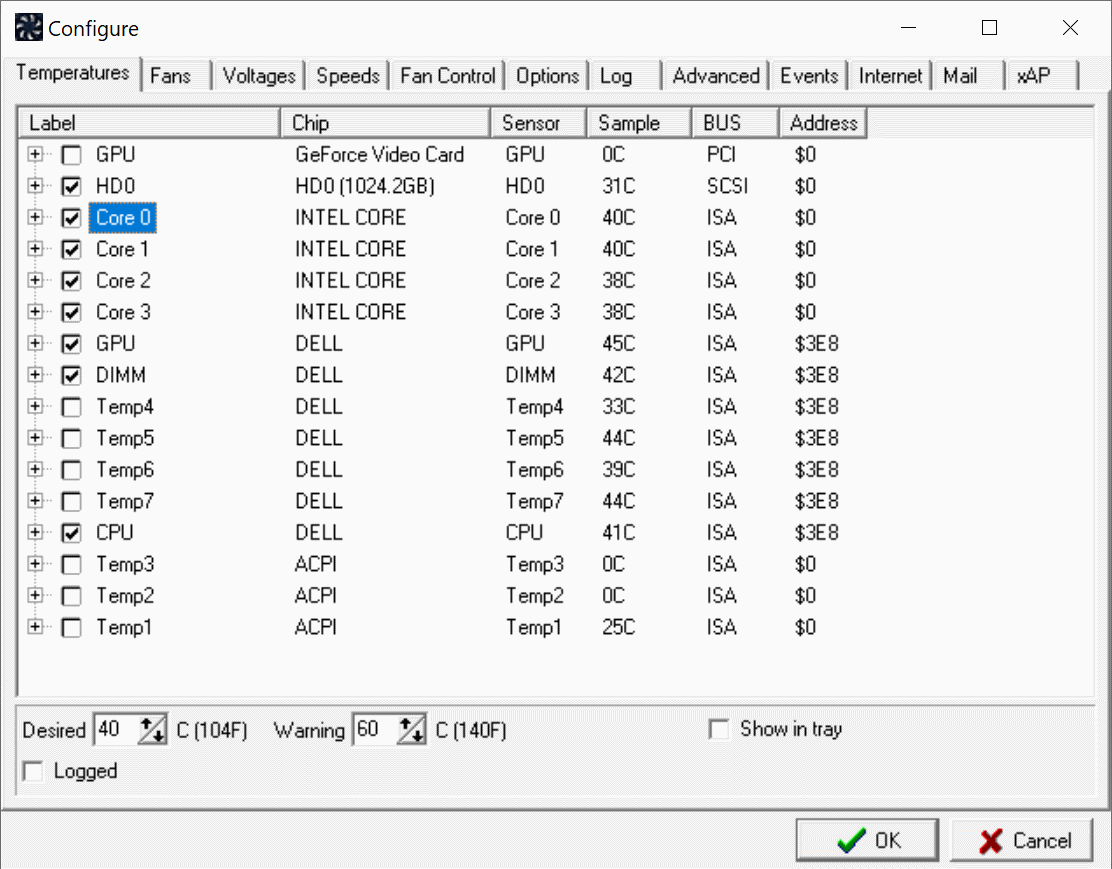 Configure
Temperatures Fans Voltages Speeds Fan Control Options Log Advanced Events Internet Mail xAP
Label Chip Sensor Sample BUS Address
GPU GeForce Video Card GPU 0C PCI $0
HD0 HD0 (1024.2GB) HD0 31C SCSI $0
Core 0 INTEL CORE Core 0 40C ISA $0
Core 1 INTEL CORE Core 1 40C ISA $0
Core 2 INTEL CORE Core 2 38C ISA $0
Core 3 INTEL CORE Core 3 38C ISA $0
GPU DELL GPU 45C ISA $3E8
DIMM DELL DIMM 42C ISA $3E8
Temp4 DELL Temp4 33C ISA $3E8
Temp5 DELL Temp5 44C ISA $3E8
Temp6 DELL Temp6 39C ISA $3E8
Temp7 DELL Temp7 44C ISA $3E8
CPU DELL CPU 41C ISA $3E8
Temp3 ACPI Temp3 0C ISA $0
Temp2 ACPI Temp2 0C ISA $0
Temp1 ACPI Temp1 25C ISA $0
Desired 40 C (104F) Warning 60 C (140F) Show in tray
Logged
OK Cancel